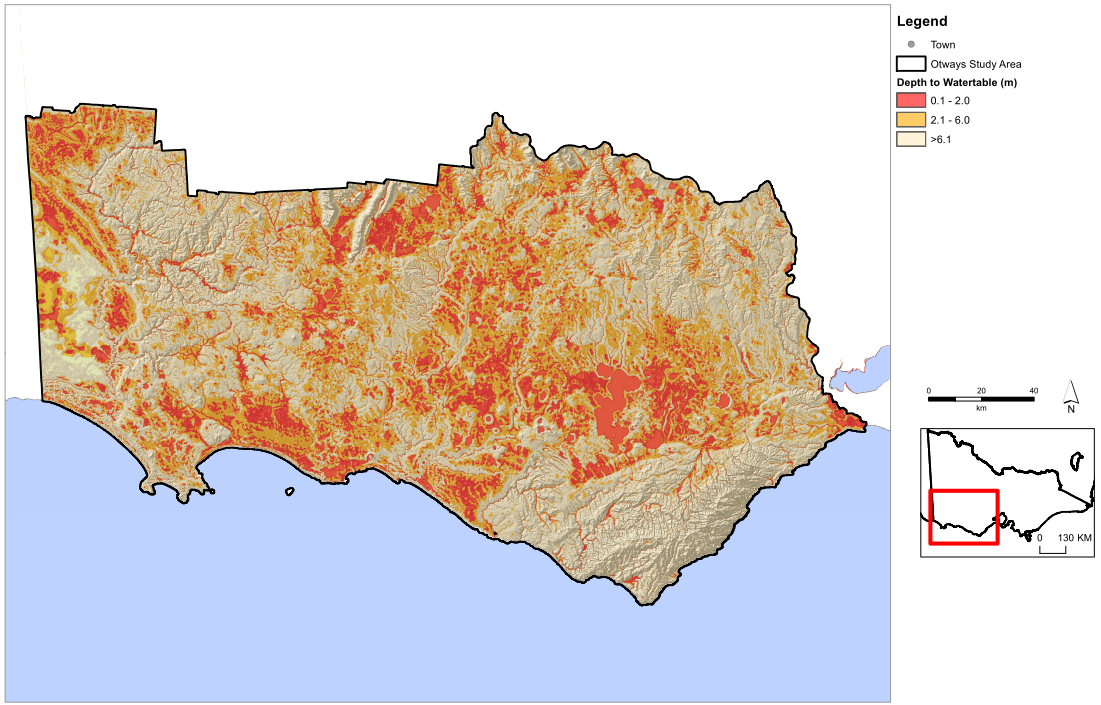 Legend
Town
Otways Study Area
Depth to Watertable (m)
0.1 - 2.0
2.1 - 6.0
>6.1
0 20 40
km
N
0 130 KM